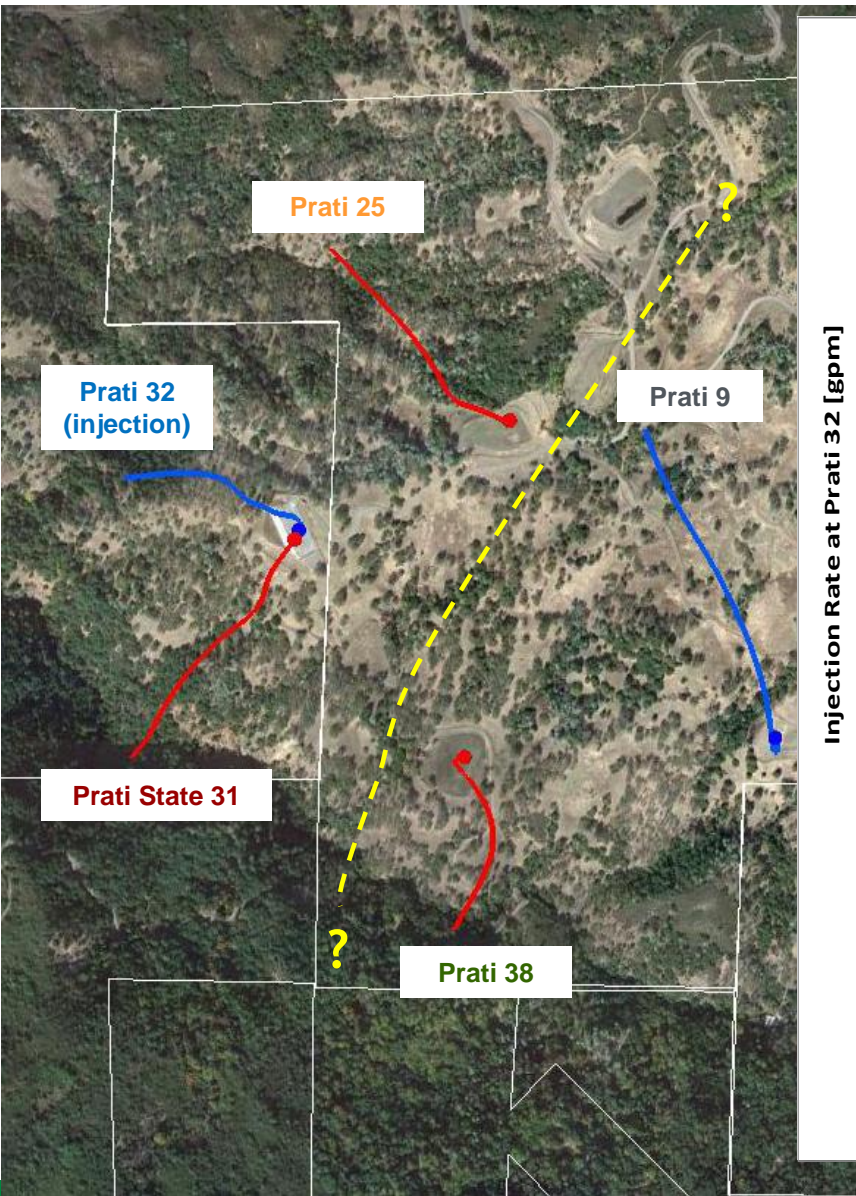 ?
Prati 25
Prati 32
(injection)
Prati 9
Injection Rate at Prati 32 [gpm]
Prati State 31
?
Prati 38